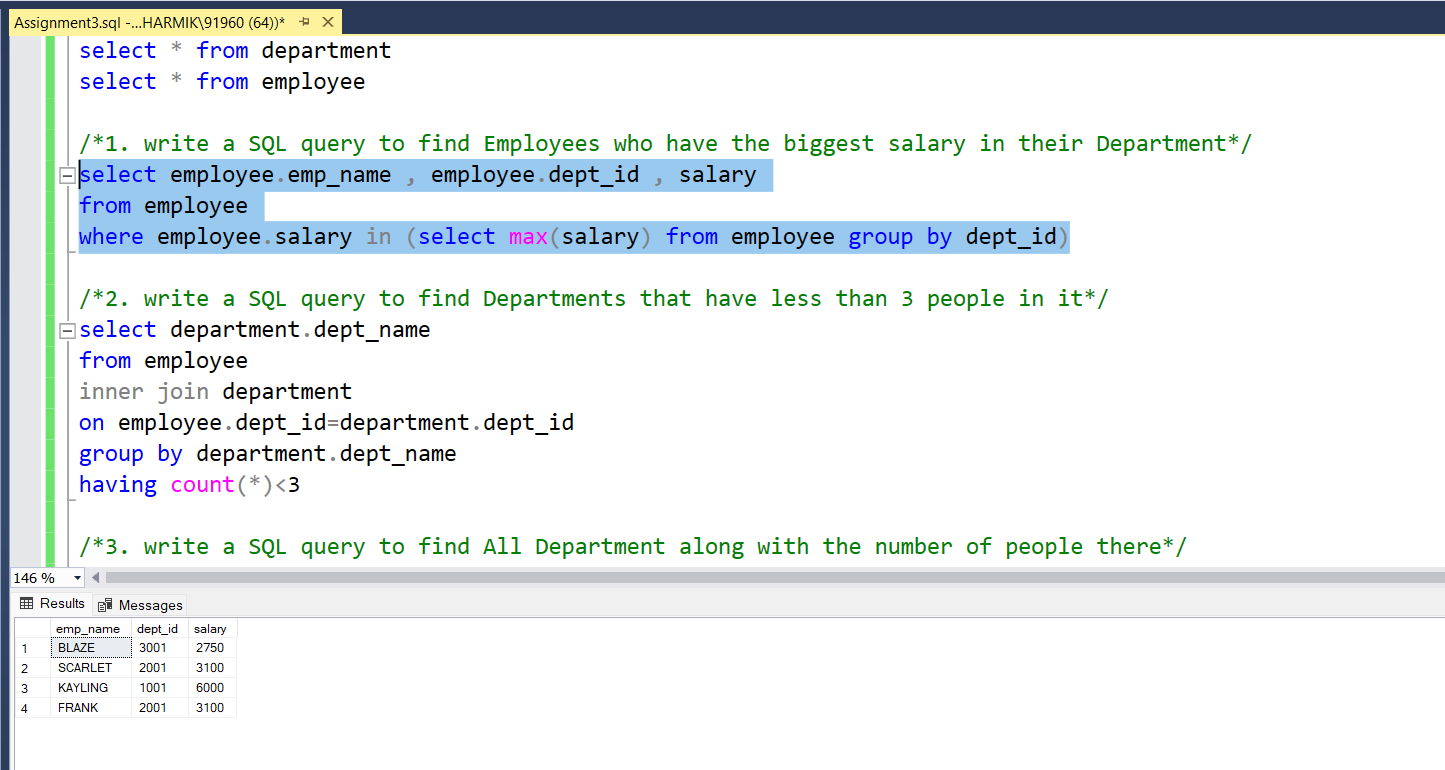 Assignment3.sql -...HARMIK\91960 (64))*
select * from department
select * from employee
/*1. write a SQL query to find Employees who have the biggest salary in their Department*/
select employee.emp_name , employee.dept_id , salary
from employee
where employee.salary in (select max(salary) from employee group by dept_id)
/*2. write a SQL query to find Departments that have less than 3 people in it*/
select department.dept_name
from employee
inner join department
on employee.dept_id=department.dept_id
group by department.dept_name
having count(*)<3
/*3. write a SQL query to find All Department along with the number of people there*/
146 %
Results Messages
emp_name dept_id salary
1 BLAZE 3001 2750
2 SCARLET 2001 3100
3 KAYLING 1001 6000
4 FRANK 2001 3100